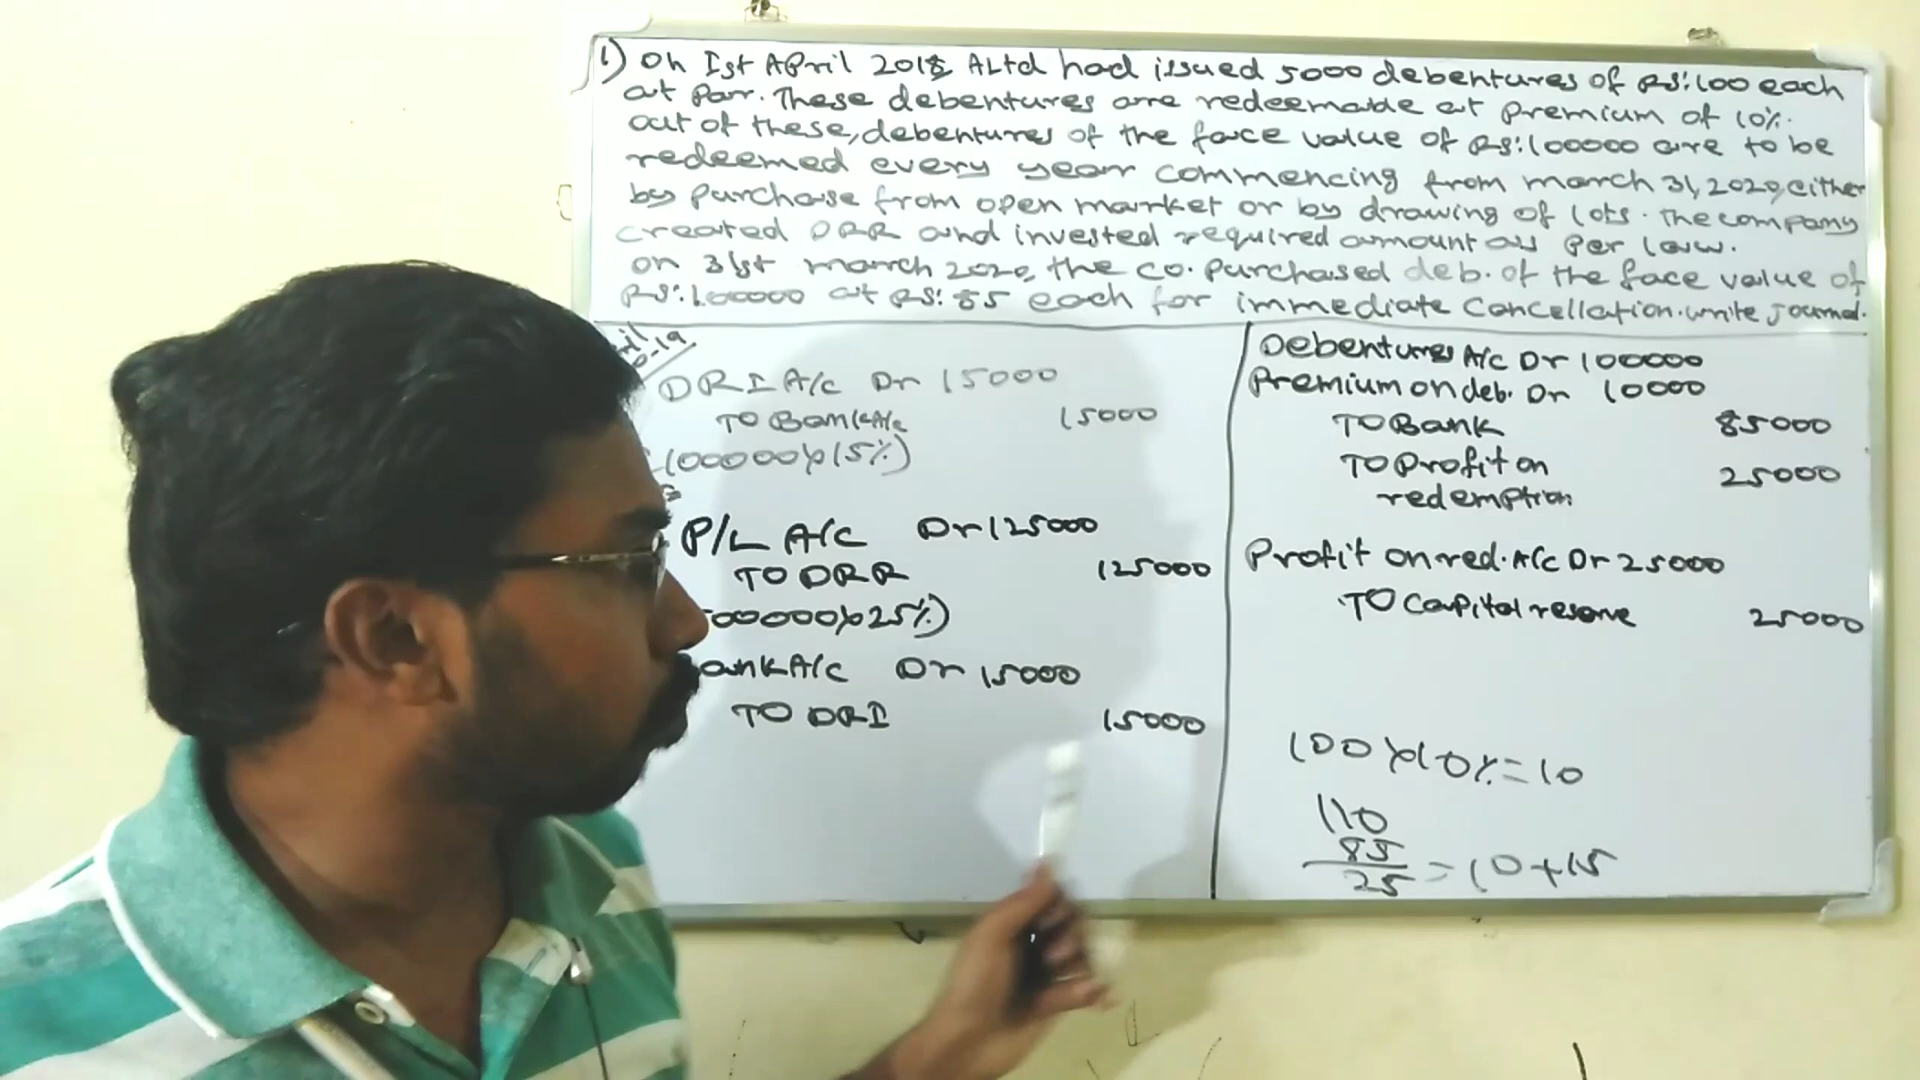 1) On Ist April 2018 A Ltd had issued 5000 debentures of Rs:100 each
at par. These debentures are redeemable at premium of 10%.
out of these, debentures of the face value of Rs:100000 are to be
redeemed every year commencing from march 31, 2020, either
by purchase from open market or by drawing of lots. The company
created DRR and invested required amount as per law.
on 31st march 2020, the co. purchased deb. of the face value of
Rs:100000 at Rs: 85 each for immediate cancellation. write journal.
DRI A/c Dr 15000
To Bank A/c 15000
(100000x15%)
P/L A/C Dr 125000
TO DRR 125000
00000x25%)
ank A/c Dr 15000
TO DRI 15000
Debentures A/c Dr 100000
Premium on deb. Dr 10000
TO Bank 85000
TO Profit on 25000
redemption
Profit on red. A/c Dr 25000
TO Capital reserve 25000
100x10%=10
110
85
25 = 10+15